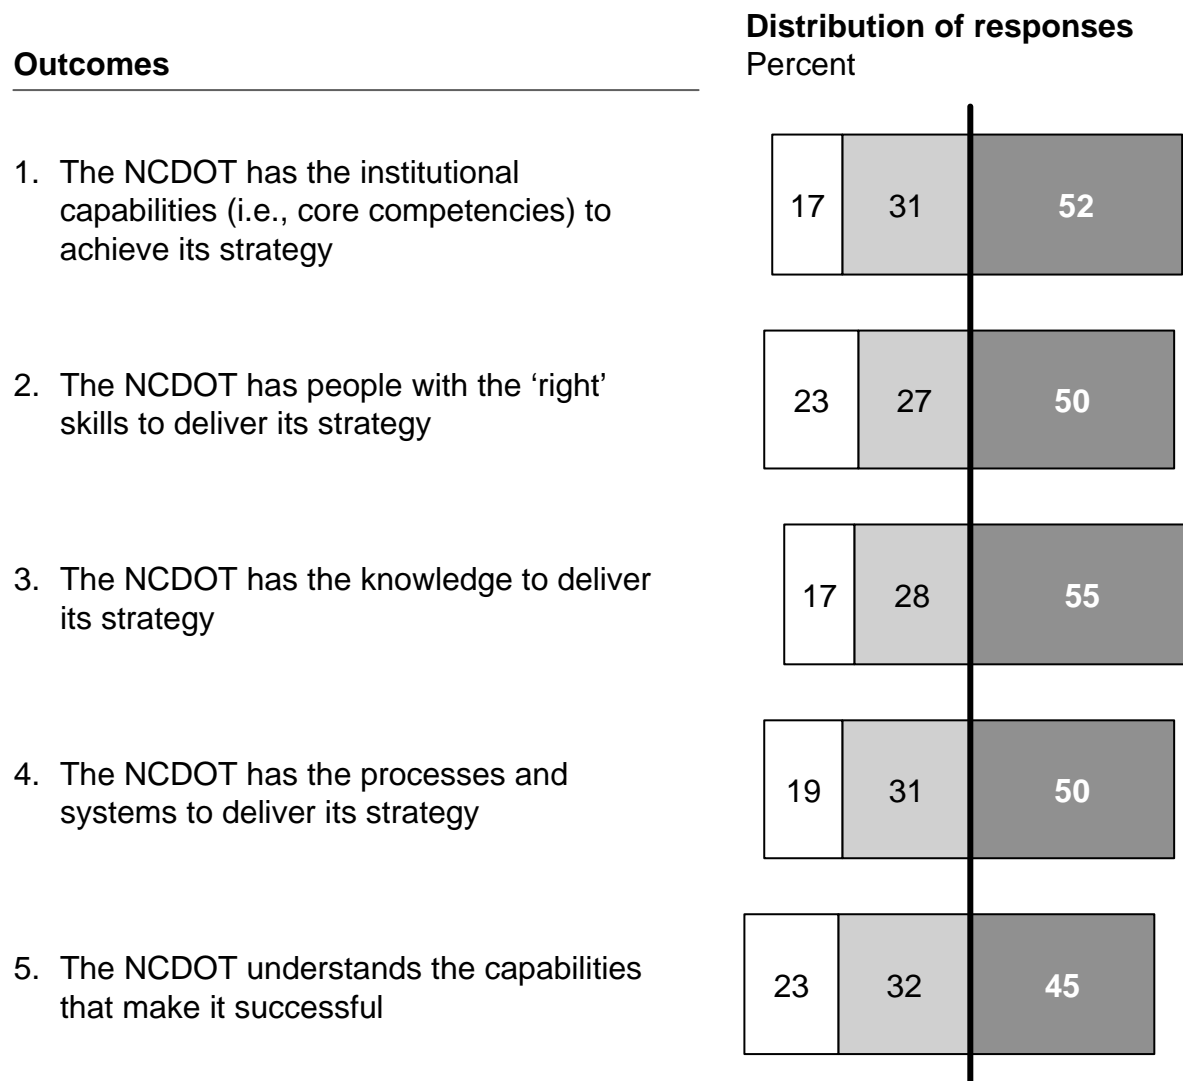 Distribution of responses
Outcomes
Percent
1. The NCDOT has the institutional
capabilities (i.e., core competencies) to
achieve its strategy
17 31 52
2. The NCDOT has people with the ‘right’
skills to deliver its strategy
23 27 50
3. The NCDOT has the knowledge to deliver
its strategy
17 28 55
4. The NCDOT has the processes and
systems to deliver its strategy
19 31 50
5. The NCDOT understands the capabilities
that make it successful
23 32 45